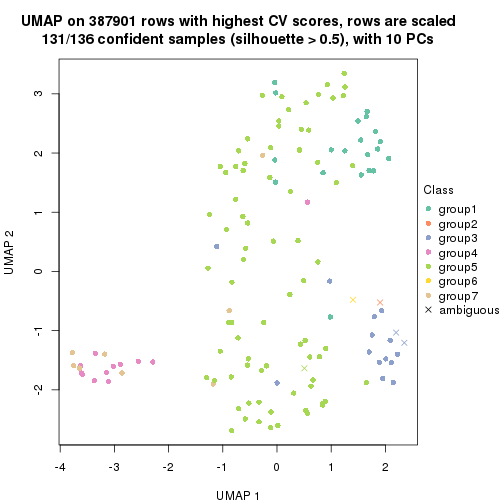 UMAP on 387901 rows with highest CV scores, rows are scaled
131/136 confident samples (silhouette > 0.5), with 10 PCs
3
2
1
0
-1
-2
UMAP 2
-4
-3
-2
-1
0
1
2
UMAP 1
Class
group1
group2
group3
group4
group5
group6
group7
ambiguous